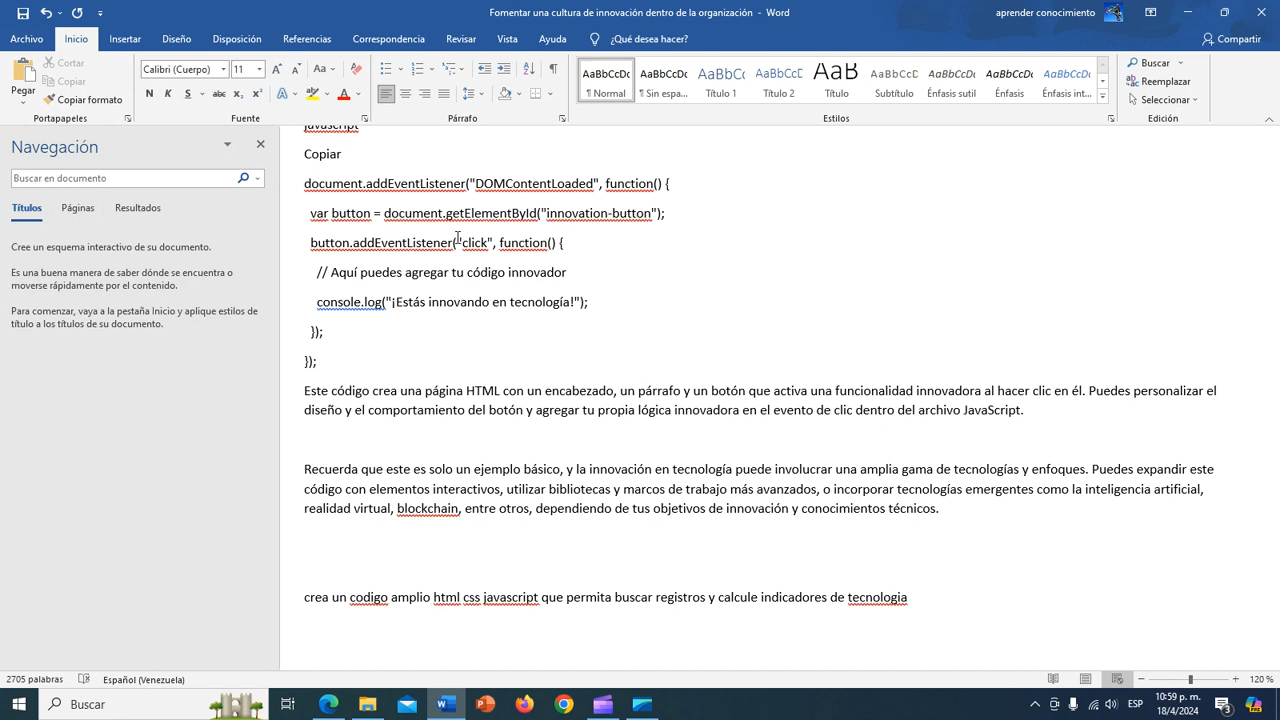 Fomentar una cultura de innovación dentro de la organización - Word
aprender conocimiento
Archivo Inicio Insertar Diseño Disposición Referencias Correspondencia Revisar Vista Ayuda ¿Qué desea hacer? Compartir
Pegar
Cortar
Copiar
Copiar formato
Portapapeles
Calibri (Cuerpo) 11
N K S abc x₂ x²
Fuente
Párrafo
AaBbCcDc AaBbCcDc AaBbCc AaBbCcD AaB AaBbCcD AaBbCcDc AaBbCcDc AaBbCcDc
¶ Normal ¶ Sin espa... Título 1 Título 2 Título Subtítulo Énfasis sutil Énfasis Énfasis int...
Estilos
Buscar
Reemplazar
Seleccionar
Edición
Navegación
Buscar en documento
Títulos Páginas Resultados
Cree un esquema interactivo de su documento.
Es una buena manera de saber dónde se encuentra o
moverse rápidamente por el contenido.
Para comenzar, vaya a la pestaña Inicio y aplique estilos de
título a los títulos de su documento.
javascript
Copiar
document.addEventListener("DOMContentLoaded", function() {
var button = document.getElementById("innovation-button");
button.addEventListener("click", function() {
// Aquí puedes agregar tu código innovador
console.log("¡Estás innovando en tecnología!");
});
});
Este código crea una página HTML con un encabezado, un párrafo y un botón que activa una funcionalidad innovadora al hacer clic en él. Puedes personalizar el
diseño y el comportamiento del botón y agregar tu propia lógica innovadora en el evento de clic dentro del archivo JavaScript.
Recuerda que este es solo un ejemplo básico, y la innovación en tecnología puede involucrar una amplia gama de tecnologías y enfoques. Puedes expandir este
código con elementos interactivos, utilizar bibliotecas y marcos de trabajo más avanzados, o incorporar tecnologías emergentes como la inteligencia artificial,
realidad virtual, blockchain, entre otros, dependiendo de tus objetivos de innovación y conocimientos técnicos.
crea un codigo amplio html css javascript que permita buscar registros y calcule indicadores de tecnologia
2705 palabras Español (Venezuela) 120 %
Buscar
ESP
10:59 p. m.
18/4/2024